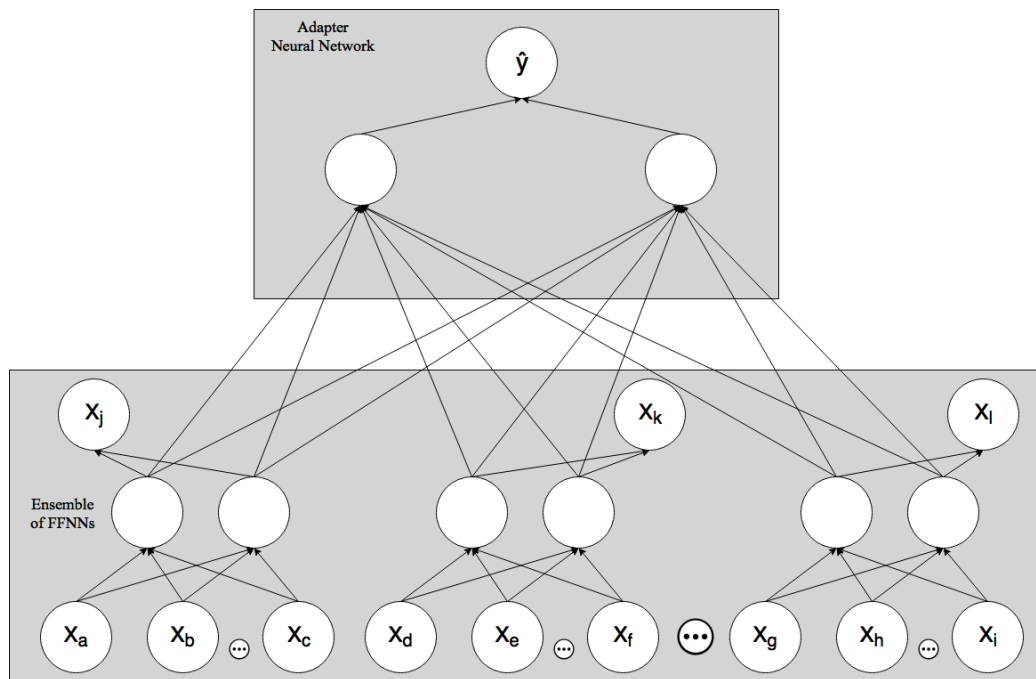 Adapter
Neural Network
ŷ
xj
xk
xl
Ensemble
of FFNNs
xa
xb
xc
xd
xe
xf
xg
xh
xi